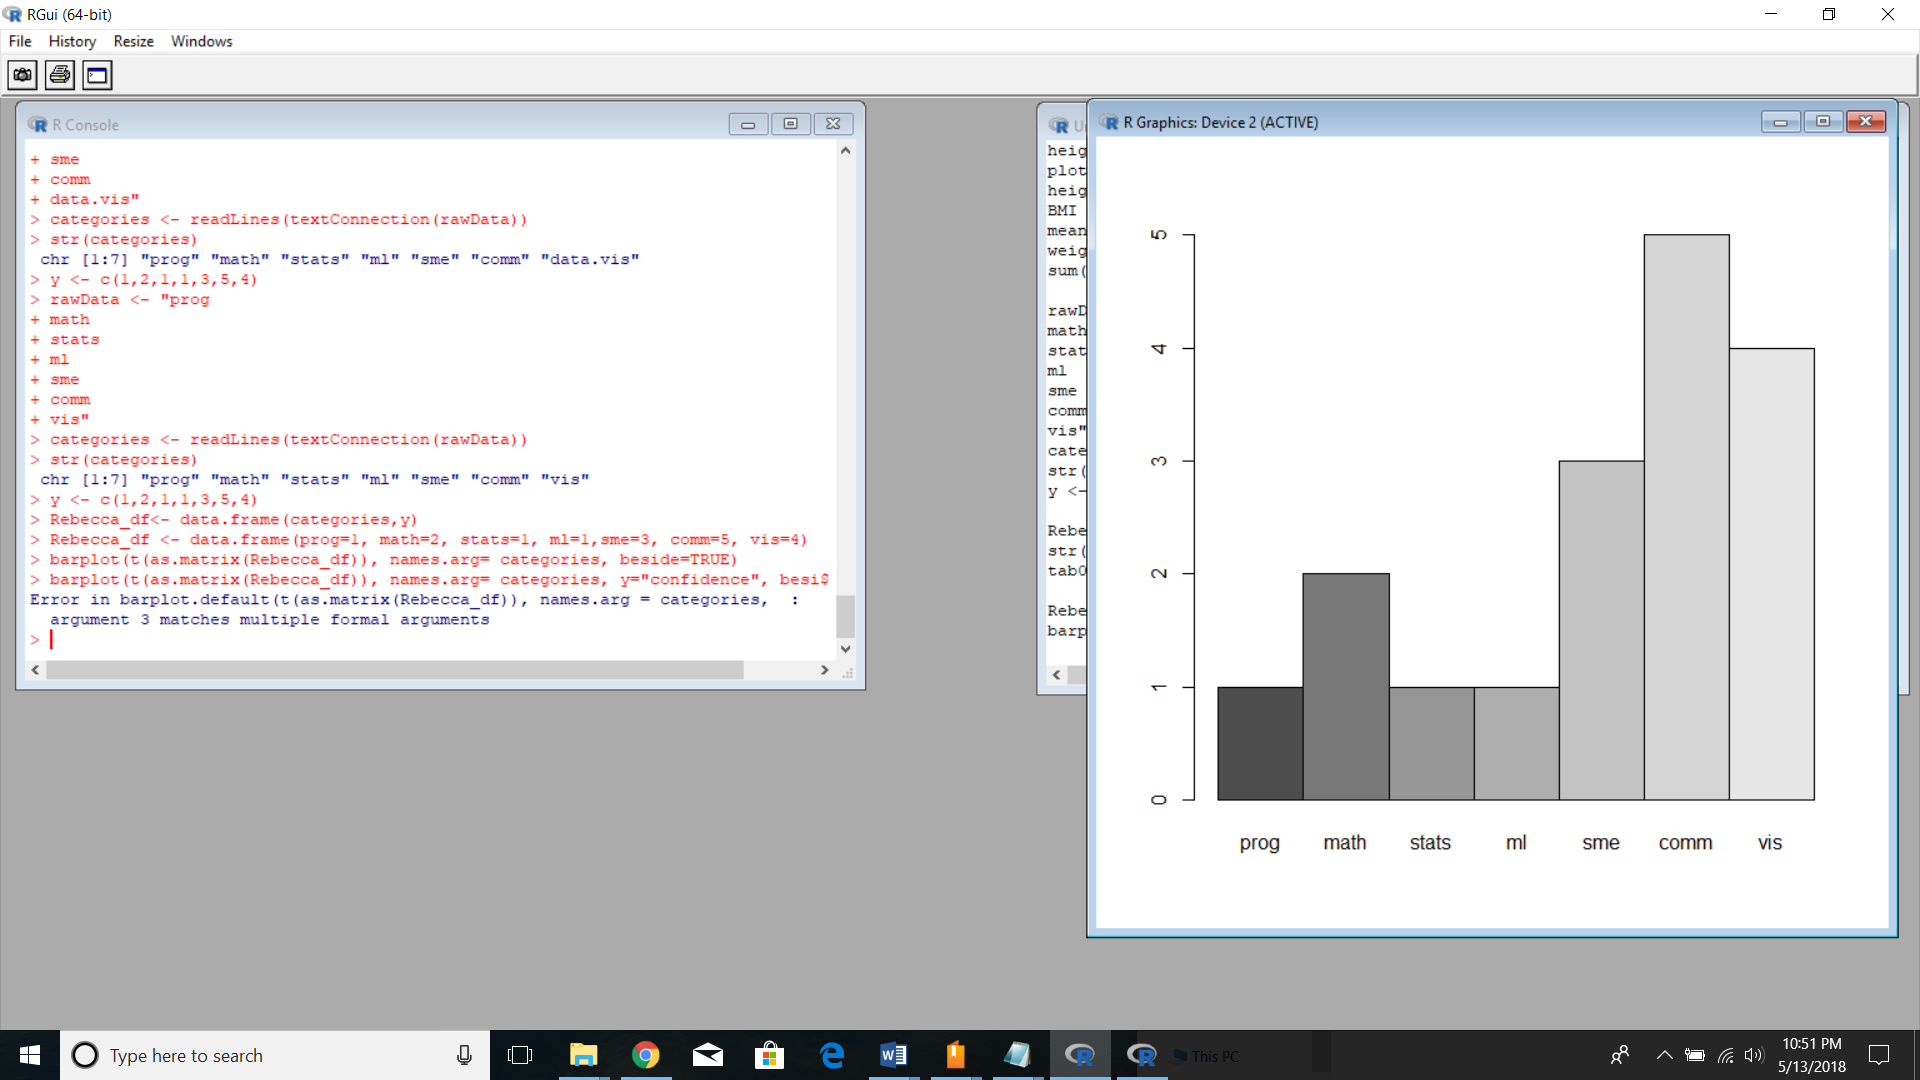 RGui (64-bit)
File History Resize Windows
R Console
+ sme
+ comm
+ data.vis"
> categories <- readLines(textConnection(rawData))
> str(categories)
 chr [1:7] "prog" "math" "stats" "ml" "sme" "comm" "data.vis"
> y <- c(1,2,1,1,3,5,4)
> rawData <- "prog
+ math
+ stats
+ ml
+ sme
+ comm
+ vis"
> categories <- readLines(textConnection(rawData))
> str(categories)
 chr [1:7] "prog" "math" "stats" "ml" "sme" "comm" "vis"
> y <- c(1,2,1,1,3,5,4)
> Rebecca_df<- data.frame(categories,y)
> Rebecca_df <- data.frame(prog=1, math=2, stats=1, ml=1,sme=3, comm=5, vis=4)
> barplot(t(as.matrix(Rebecca_df)), names.arg= categories, beside=TRUE)
> barplot(t(as.matrix(Rebecca_df)), names.arg= categories, y="confidence", besi$
Error in barplot.default(t(as.matrix(Rebecca_df)), names.arg = categories,  :
  argument 3 matches multiple formal arguments
>
U
heig
plot
heig
BMI
mean
weig
sum(
rawD
math
stat
ml
sme
comm
vis"
cate
str(
y <-
Rebe
str(
tab
Rebe
barp
R Graphics: Device 2 (ACTIVE)
5
4
3
2
1
0
prog math stats ml sme comm vis
Type here to search
This PC
10:51 PM
5/13/2018